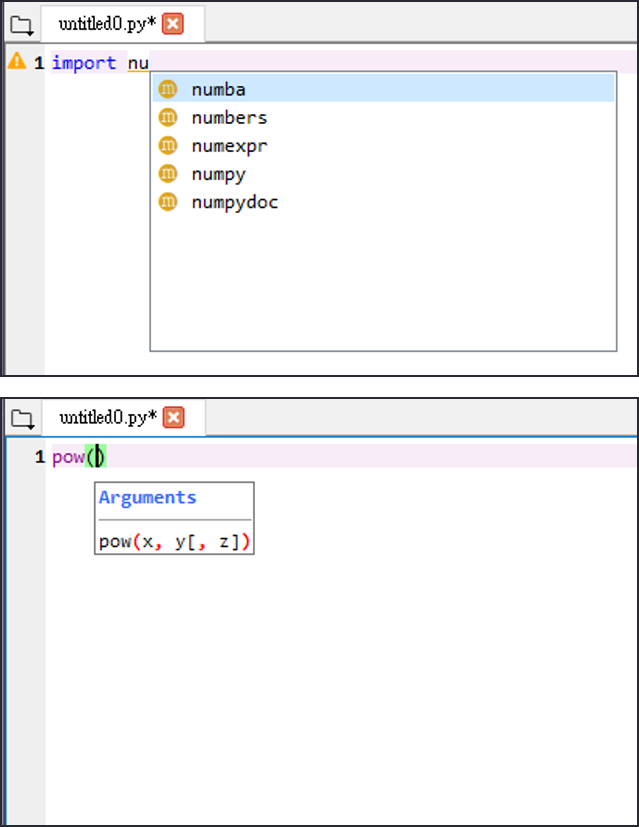 untitled0.py*
1 import nu
m numba
m numbers
m numexpr
m numpy
m numpydoc
untitled0.py*
1 pow()
Arguments
pow(x, y[, z])